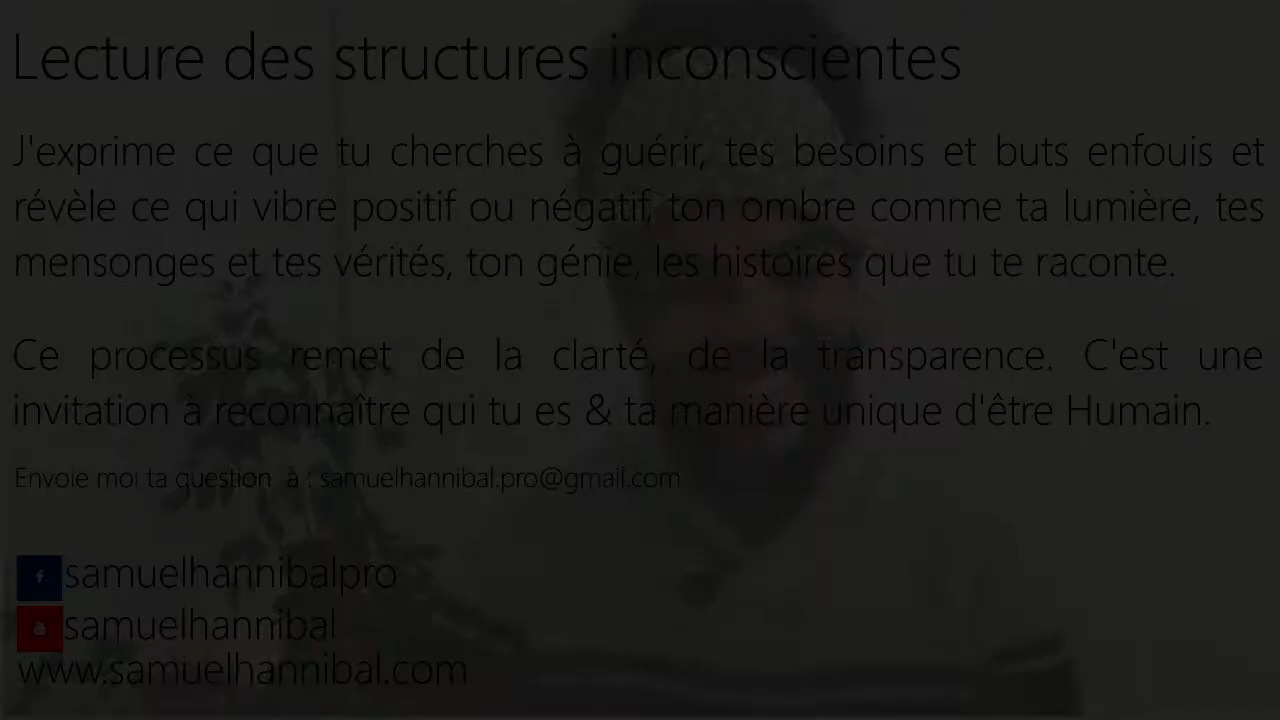 Lecture des structures inconscientes
J'exprime ce que tu cherches à guérir, tes besoins et buts enfouis et
révèle ce qui vibre positif ou négatif, ton ombre comme ta lumière, tes
mensonges et tes vérités, ton génie, les histoires que tu te raconte.
Ce processus remet de la clarté, de la transparence. C'est une
invitation à reconnaître qui tu es & ta manière unique d'être Humain.
Envoie moi ta question à : samuelhannibal.pro@gmail.com
samuelhannibalpro
samuelhannibal
www.samuelhannibal.com